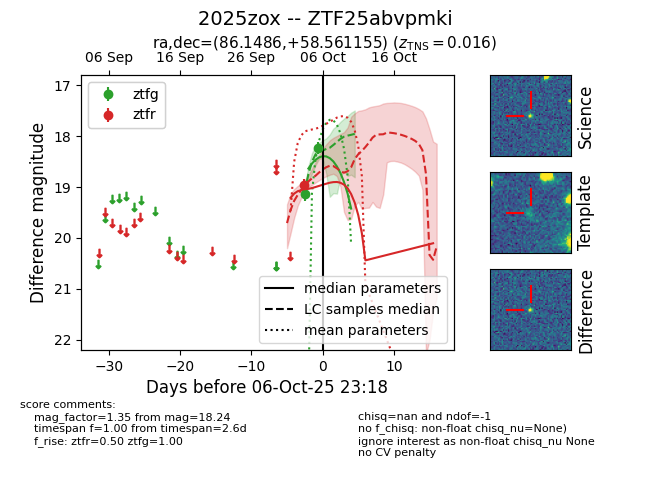 2025zox -- ZTF25abvpmki
ra,dec=(86.1486,+58.561155) (z_TNS = 0.016)
06 Sep 16 Sep 26 Sep 06 Oct 16 Oct
ztfg
ztfr
17
18
19
20
21
22
Difference magnitude
median parameters
LC samples median
mean parameters
−30 −20 −10 0 10
Days before 06-Oct-25 23:18
Science
Template
Difference
score comments:
mag_factor=1.35 from mag=18.24
timespan f=1.00 from timespan=2.6d
f_rise: ztfr=0.50 ztfg=1.00
chisq=nan and ndof=-1
no f_chisq: non-float chisq_nu=None)
ignore interest as non-float chisq_nu None
no CV penalty